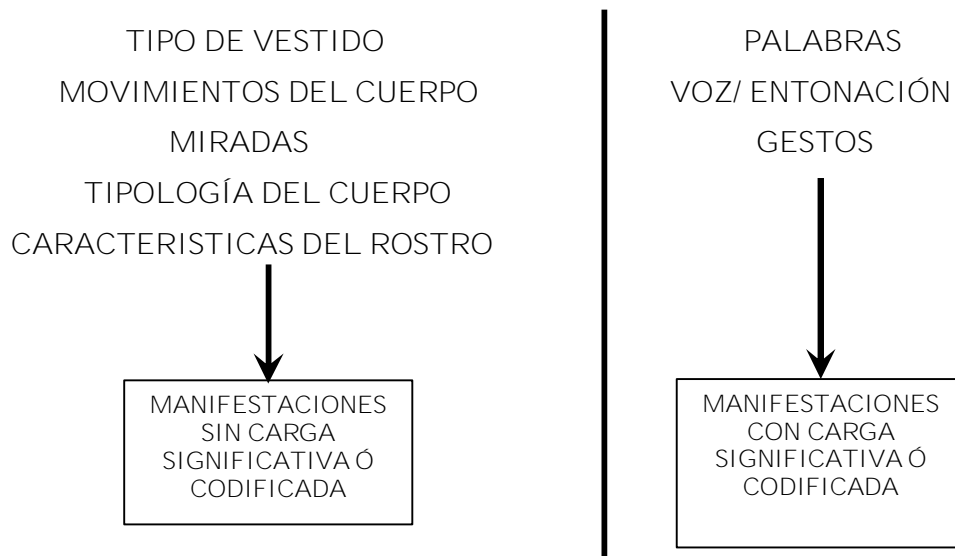 TIPO DE VESTIDO
MOVIMIENTOS DEL CUERPO
MIRADAS
TIPOLOGÍA DEL CUERPO
CARACTERISTICAS DEL ROSTRO
MANIFESTACIONES
SIN CARGA
SIGNIFICATIVA Ó
CODIFICADA
PALABRAS
VOZ/ ENTONACIÓN
GESTOS
MANIFESTACIONES
CON CARGA
SIGNIFICATIVA Ó
CODIFICADA